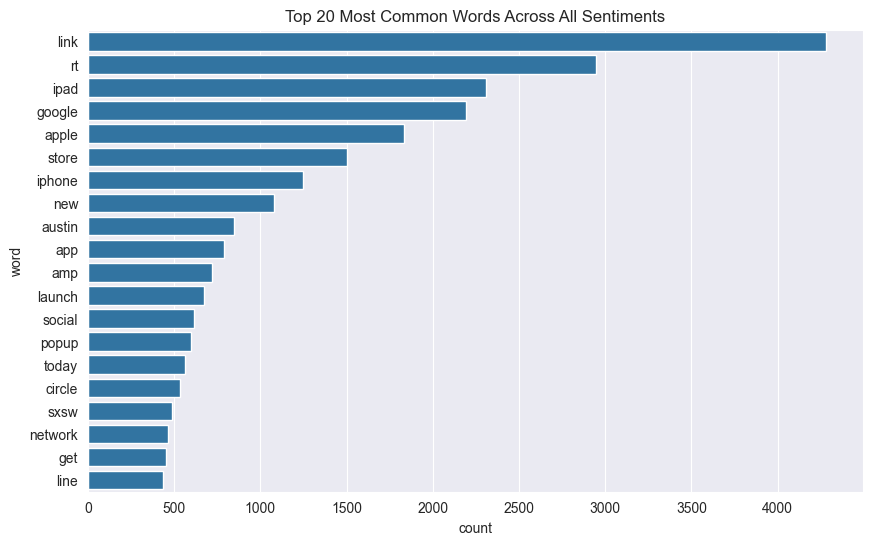 Top 20 Most Common Words Across All Sentiments
link
rt
ipad
google
apple
store
iphone
new
austin
app
amp
launch
social
popup
today
circle
sxsw
network
get
line
word
0 500 1000 1500 2000 2500 3000 3500 4000
count